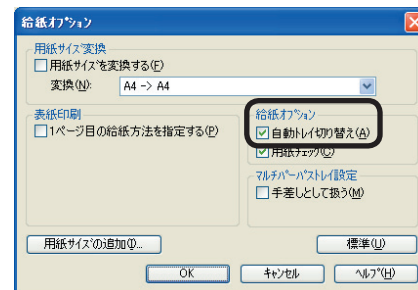 給紙オプション
用紙サイズ変換
用紙サイズを変換する(F)
変換(N): A4 -> A4
表紙印刷
1ページ目の給紙方法を指定する(P)
給紙オプション
自動トレイ切り替え(A)
用紙チェック(C)
マルチパーパストレイ設定
手差しとして扱う(M)
用紙サイズの追加(I)...
標準(U)
OK
キャンセル
ヘルプ(H)